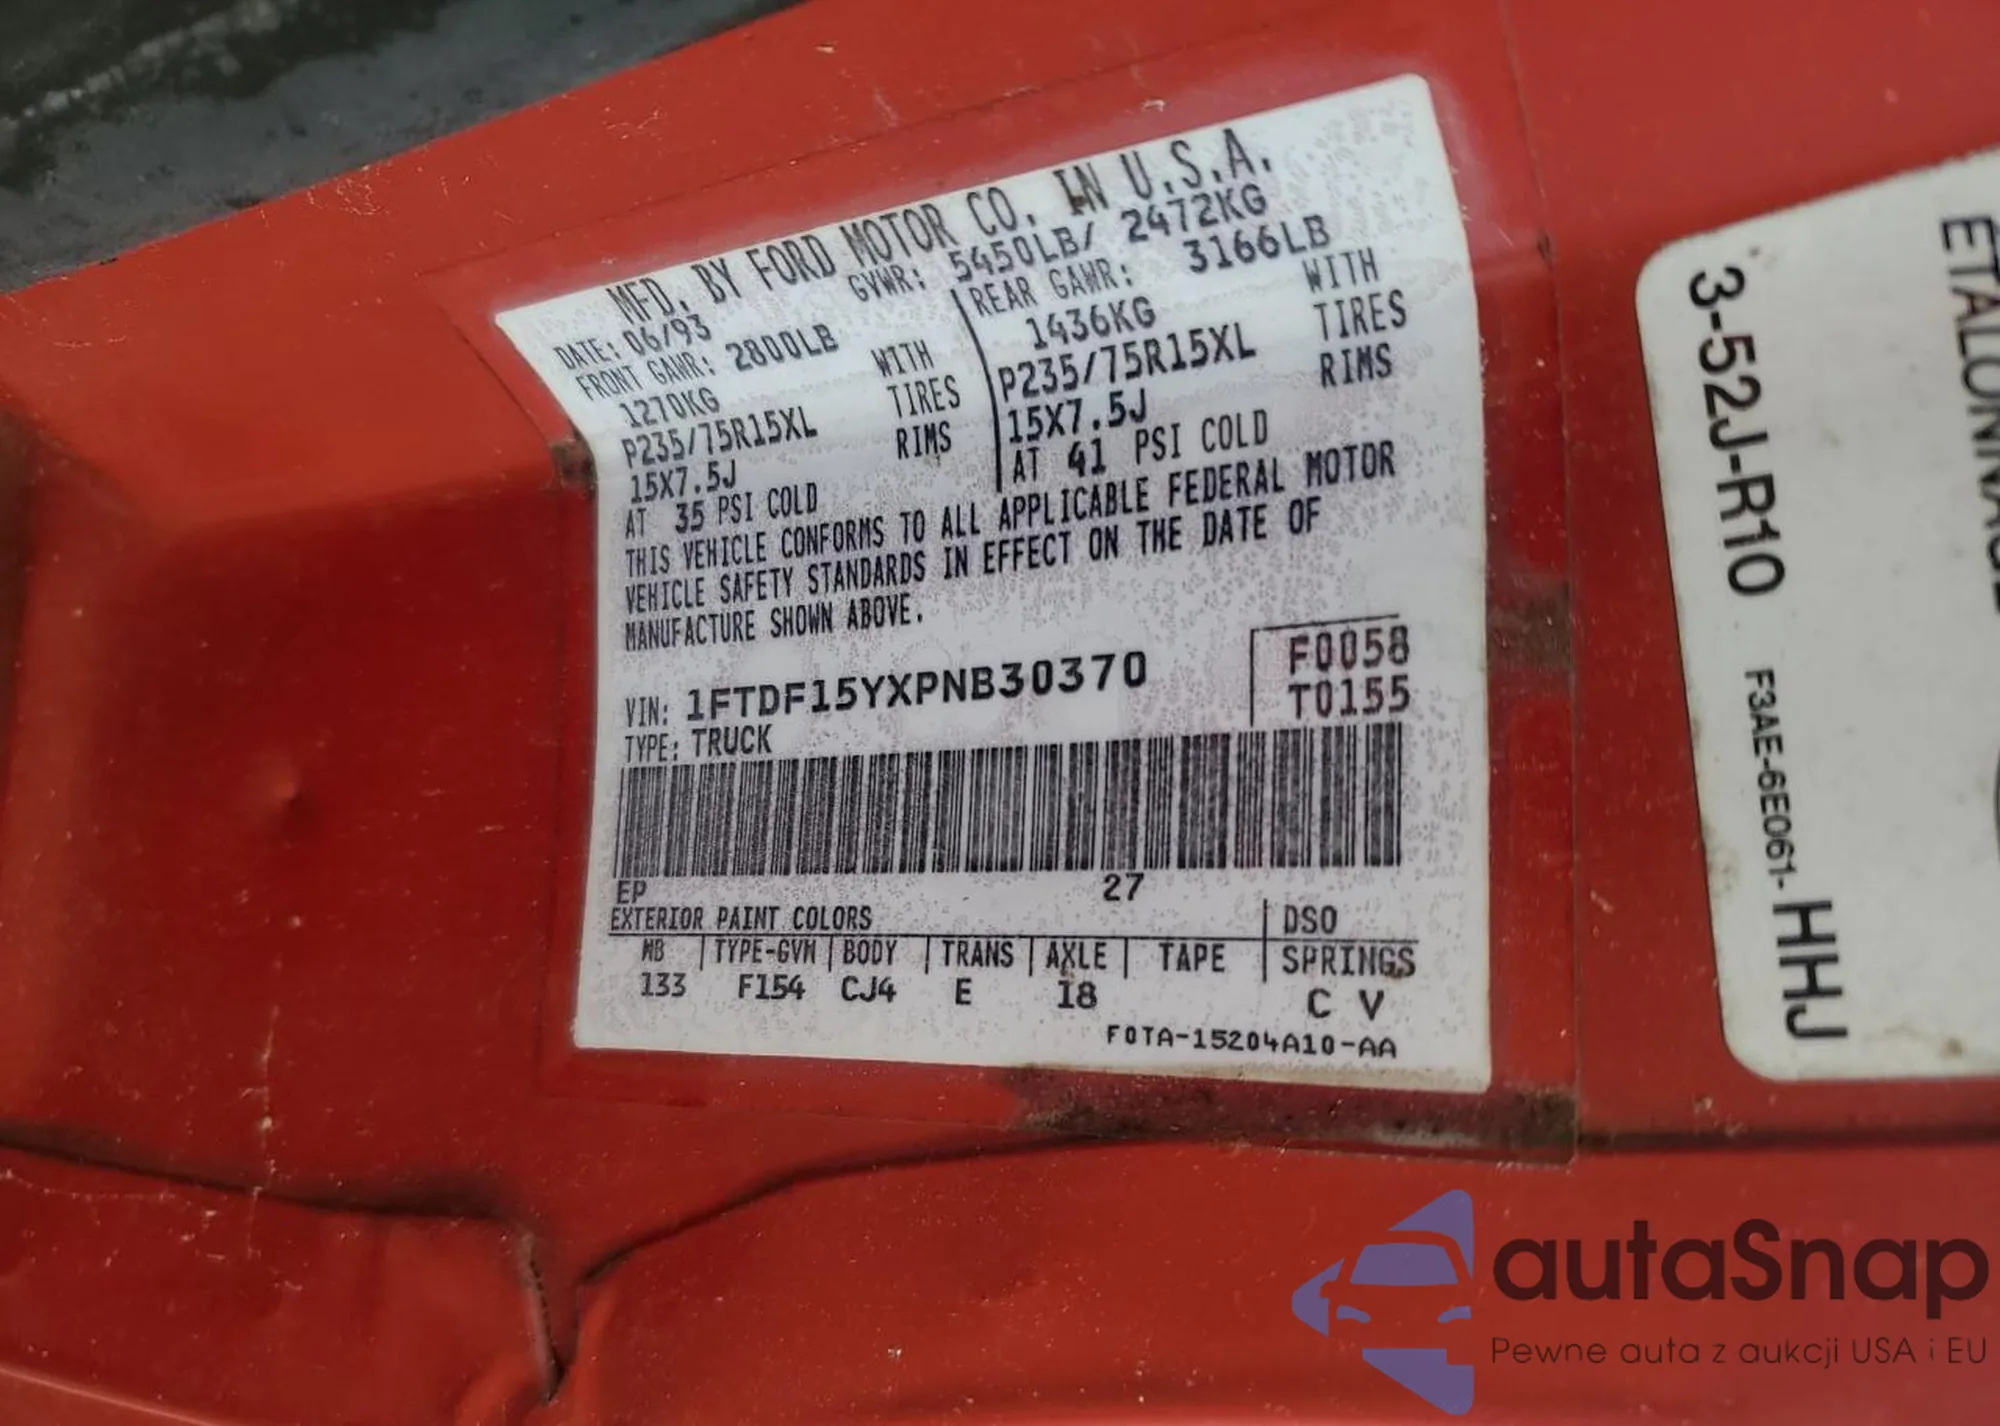 MFD. BY FORD MOTOR CO. IN U.S.A.
DATE: 06/93 GVWR: 5450LB/ 2472KG
FRONT GAWR: 2800LB
1270KG WITH
P235/75R15XL TIRES
15X7.5J RIMS
AT 35 PSI COLD
REAR GAWR: 3166LB
1436KG WITH
P235/75R15XL TIRES
15X7.5J RIMS
AT 41 PSI COLD
THIS VEHICLE CONFORMS TO ALL APPLICABLE FEDERAL MOTOR
VEHICLE SAFETY STANDARDS IN EFFECT ON THE DATE OF
MANUFACTURE SHOWN ABOVE.
VIN: 1FTDF15YXPNB30370
TYPE: TRUCK
F0058
T0155
EP 27
EXTERIOR PAINT COLORS DSO
WB TYPE-GVM BODY TRANS AXLE TAPE SPRINGS
133 F154 CJ4 E 18 C V
F0TA-15204A10-AA
3-52J-R10 F3AE-6E061-HHJ
autaSnap
Pewne auta z aukcji USA i EU